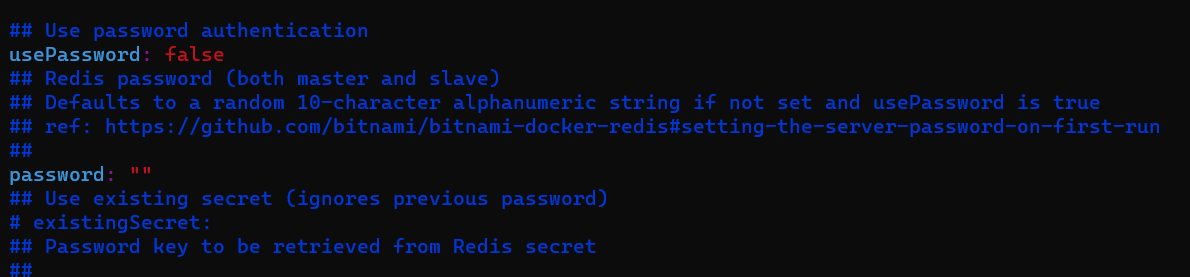 ## Use password authentication
usePassword: false
## Redis password (both master and slave)
## Defaults to a random 10-character alphanumeric string if not set and usePassword is true
## ref: https://github.com/bitnami/bitnami-docker-redis#setting-the-server-password-on-first-run
##
password: ""
## Use existing secret (ignores previous password)
# existingSecret:
## Password key to be retrieved from Redis secret
##